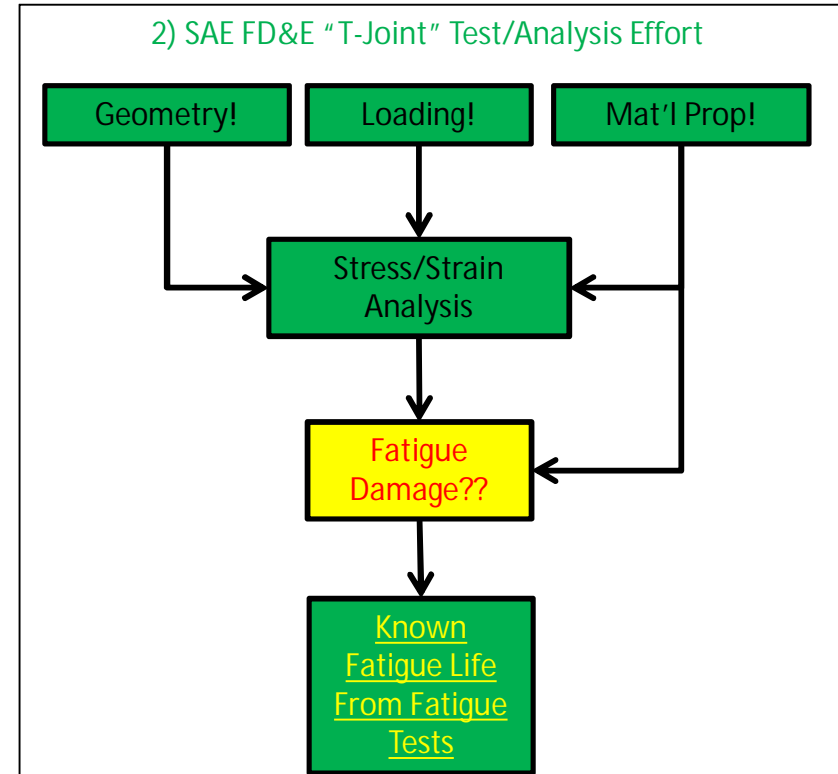 2) SAE FD&E "T-Joint" Test/Analysis Effort
Geometry!
Loading!
Mat'l Prop!
Stress/Strain
Analysis
Fatigue
Damage??
Known
Fatigue Life
From Fatigue
Tests